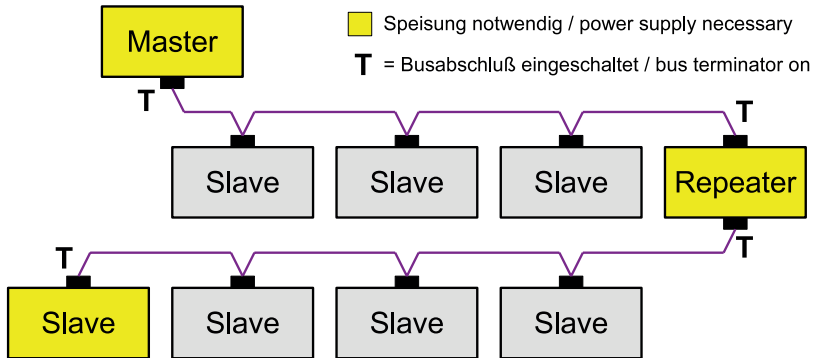 Master
Speisung notwendig / power supply necessary
T = Busabschluß eingeschaltet / bus terminator on
T
T
Slave
Slave
Slave
Repeater
T
T
Slave
Slave
Slave
Slave